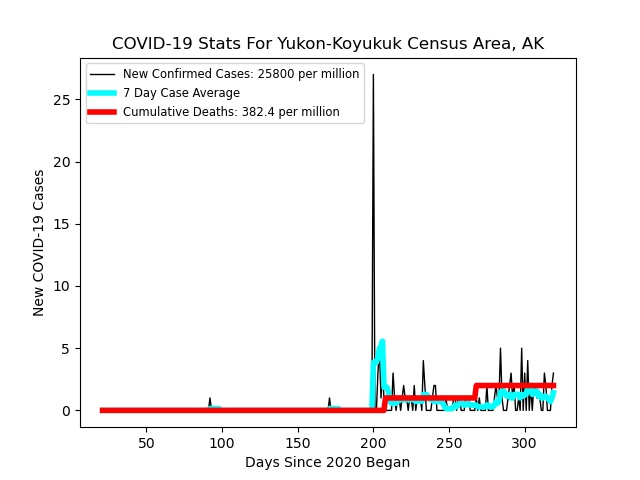 COVID-19 Stats For Yukon-Koyukuk Census Area, AK
New Confirmed Cases: 25800 per million
7 Day Case Average
Cumulative Deaths: 382.4 per million
New COVID-19 Cases
25
20
15
10
5
0
50 100 150 200 250 300
Days Since 2020 Began